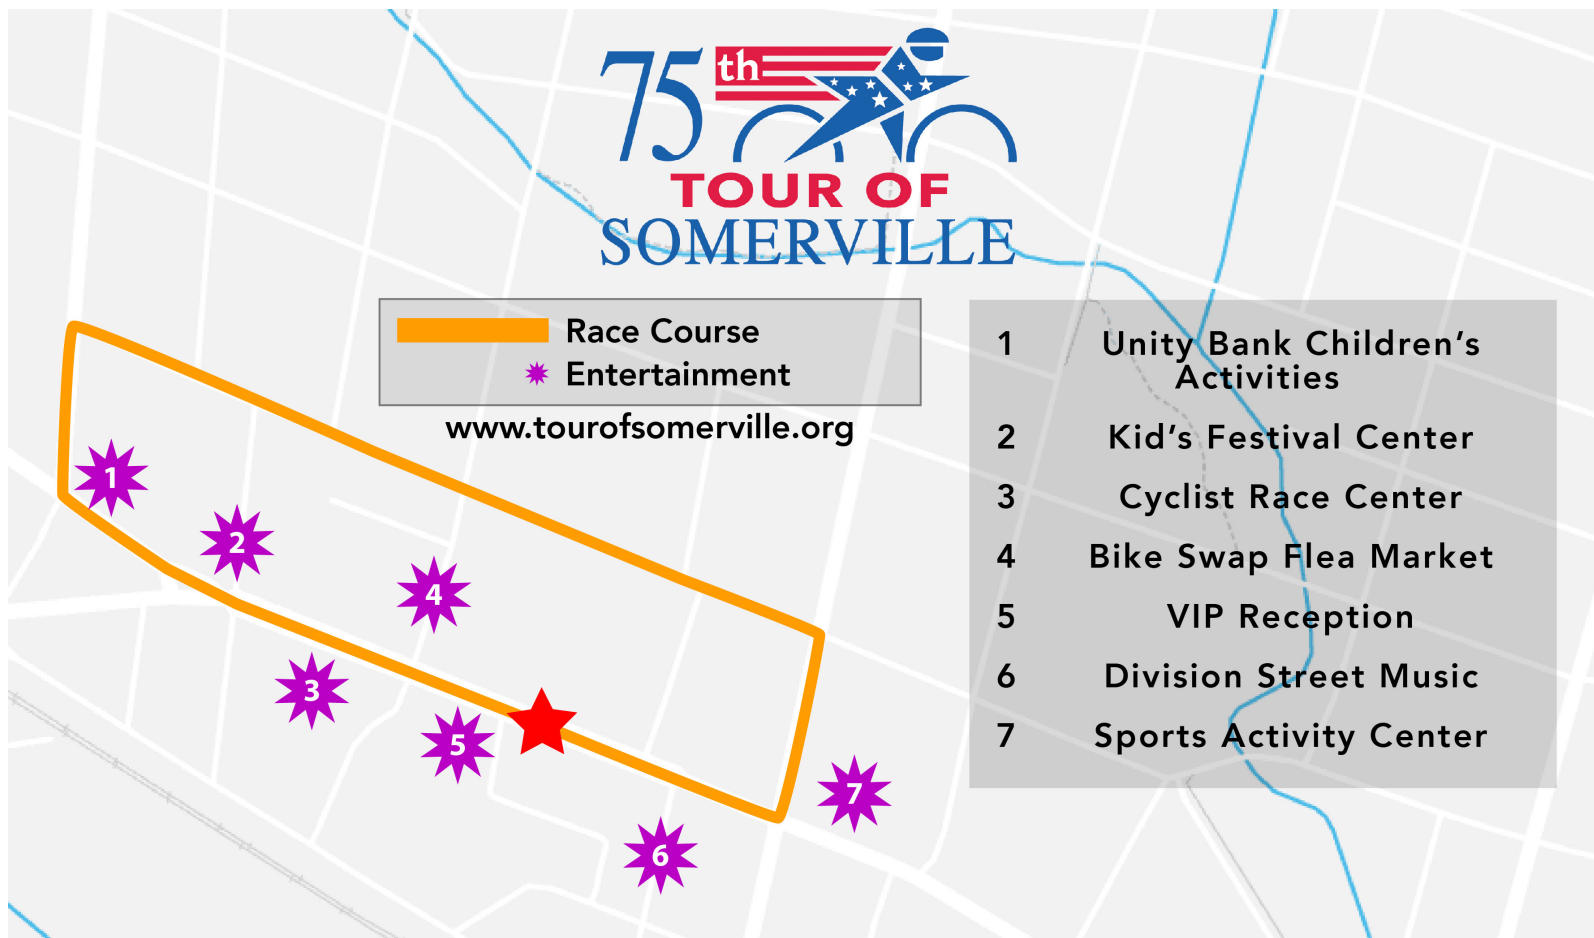 75th
TOUR OF
SOMERVILLE
Race Course
Entertainment
www.tourofsomerville.org
1 Unity Bank Children’s
Activities
2 Kid’s Festival Center
3 Cyclist Race Center
4 Bike Swap Flea Market
5 VIP Reception
6 Division Street Music
7 Sports Activity Center
1
2
4
3
5
7
6